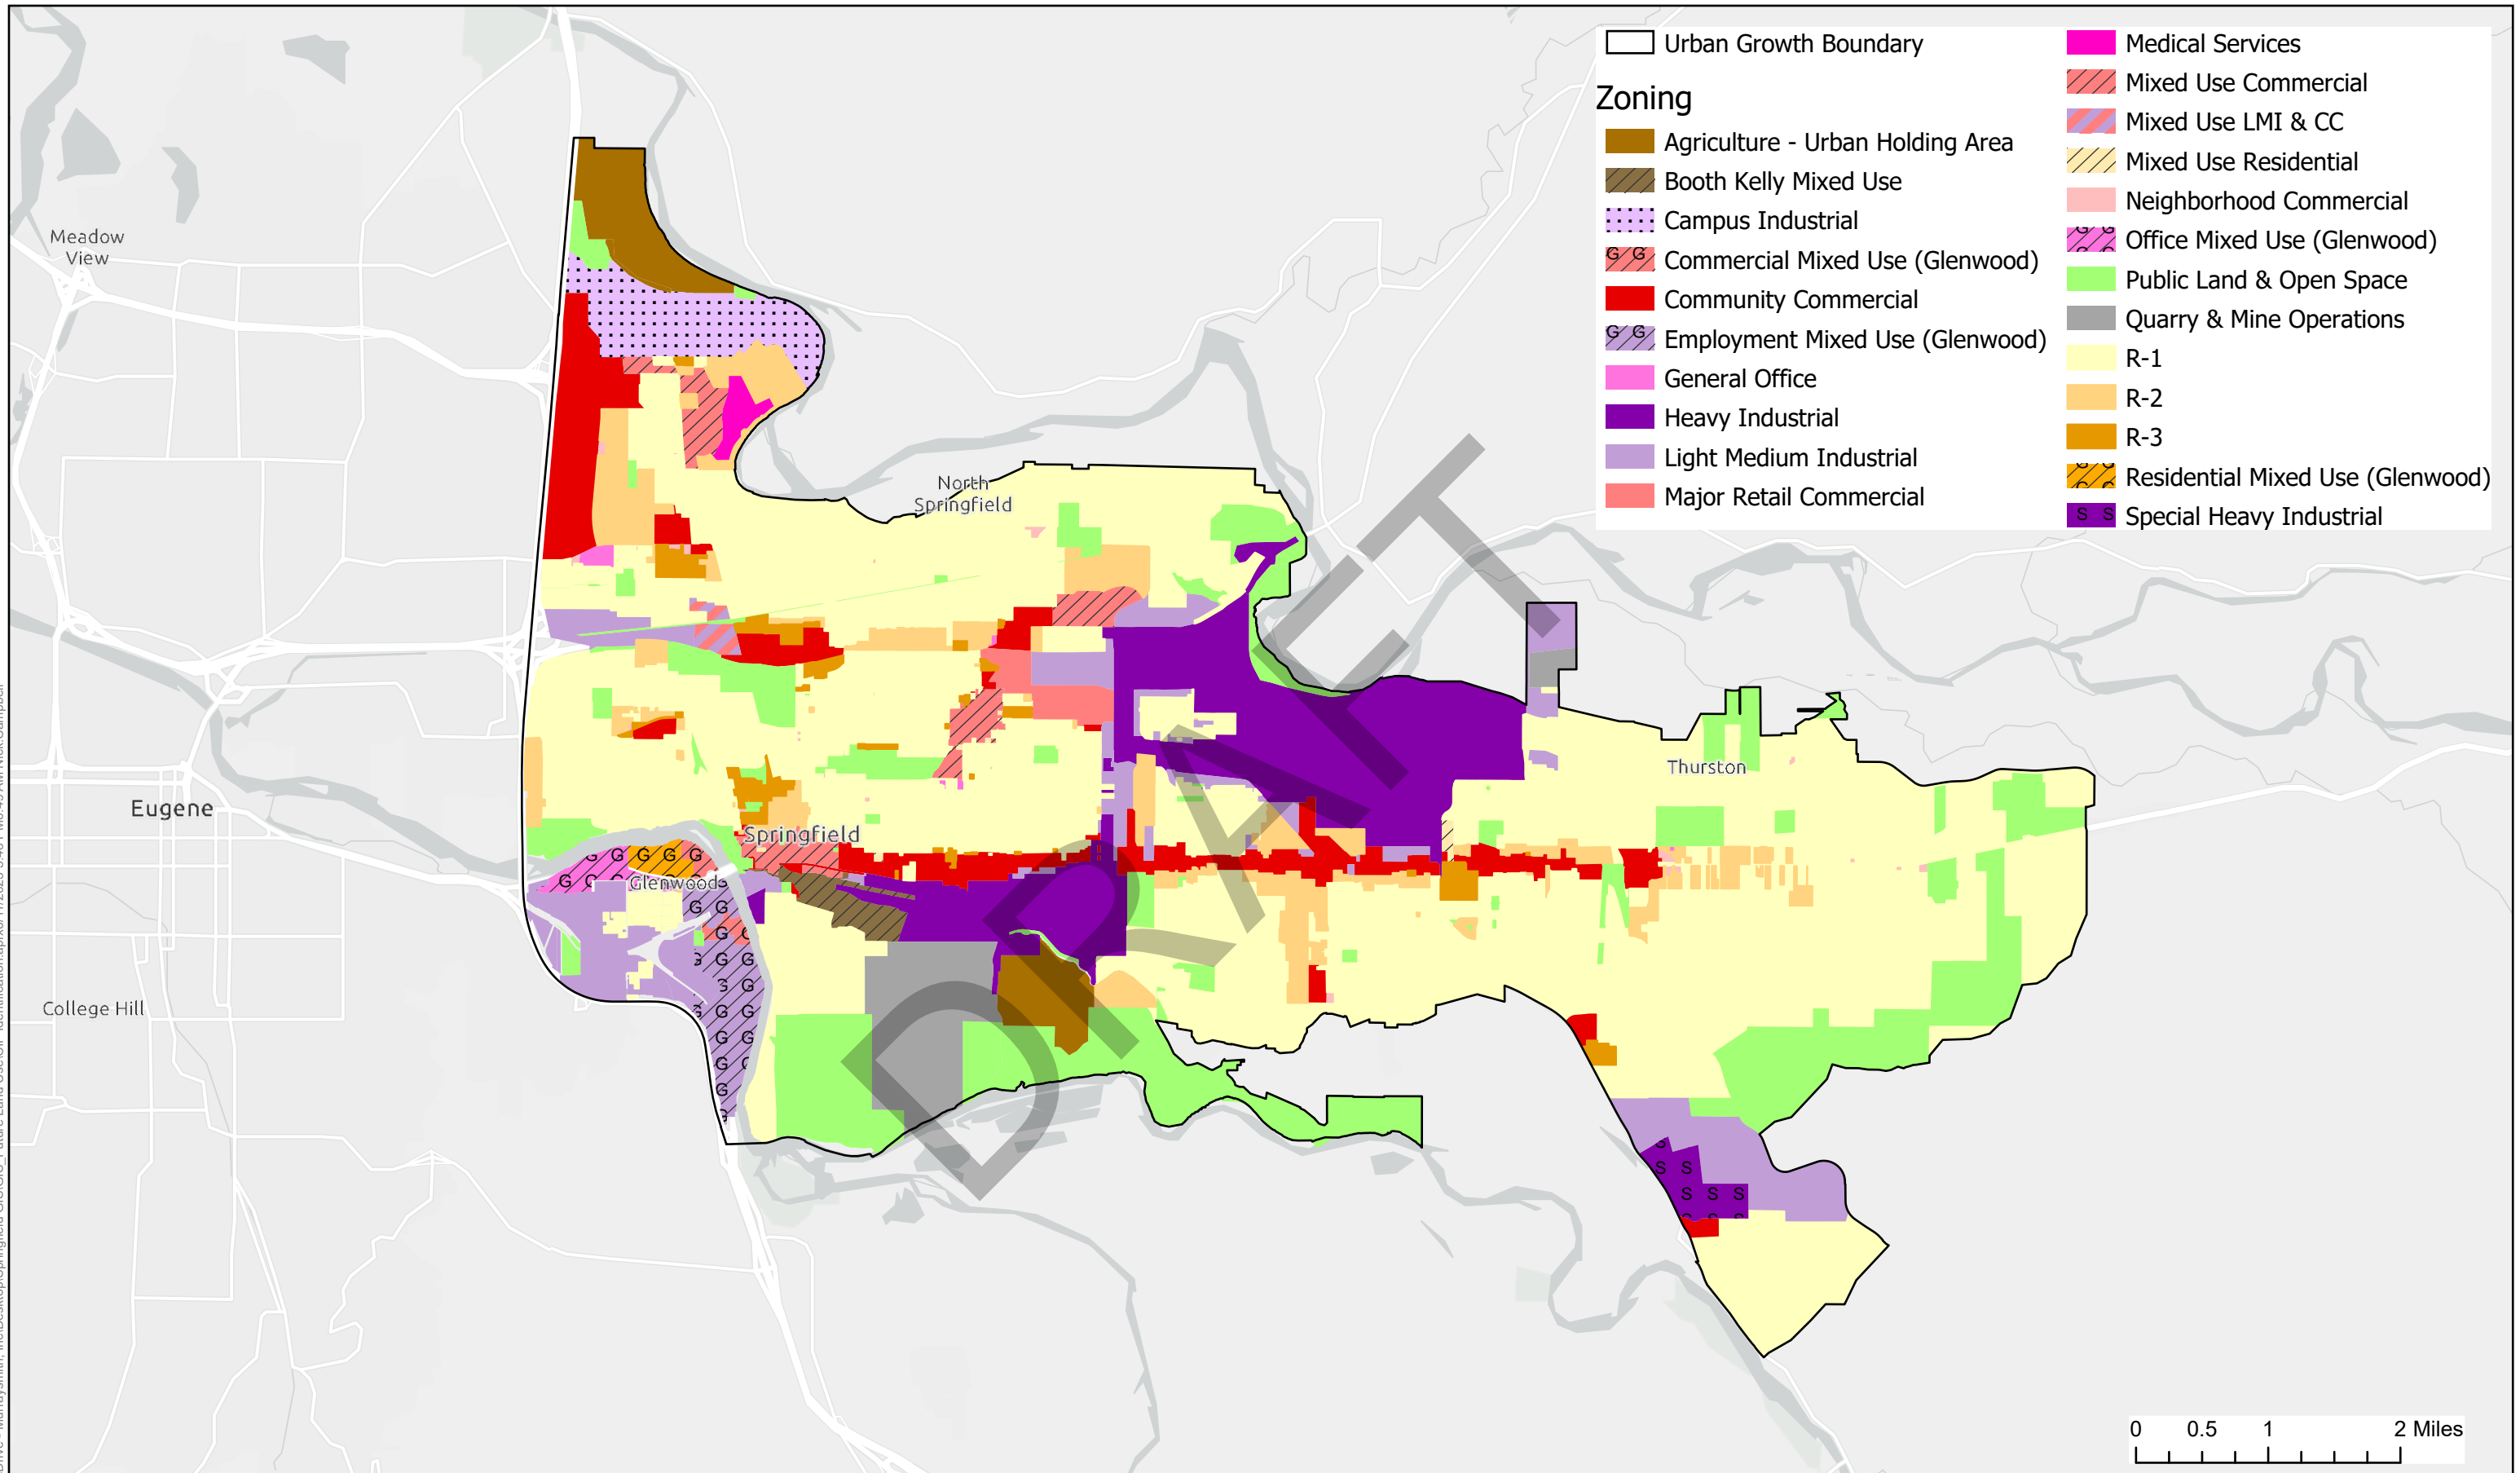 Urban Growth Boundary
Zoning
Agriculture - Urban Holding Area
Booth Kelly Mixed Use
Campus Industrial
G G Commercial Mixed Use (Glenwood)
Community Commercial
G G Employment Mixed Use (Glenwood)
General Office
Heavy Industrial
Light Medium Industrial
Major Retail Commercial
Medical Services
Mixed Use Commercial
Mixed Use LMI & CC
Mixed Use Residential
Neighborhood Commercial
G G Office Mixed Use (Glenwood)
Public Land & Open Space
Quarry & Mine Operations
R-1
R-2
R-3
G G Residential Mixed Use (Glenwood)
S S Special Heavy Industrial
Meadow
View
North
Springfield
Thurston
Eugene
Springfield
Glenwood
College Hill
DRAFT
0 0.5 1 2 Miles